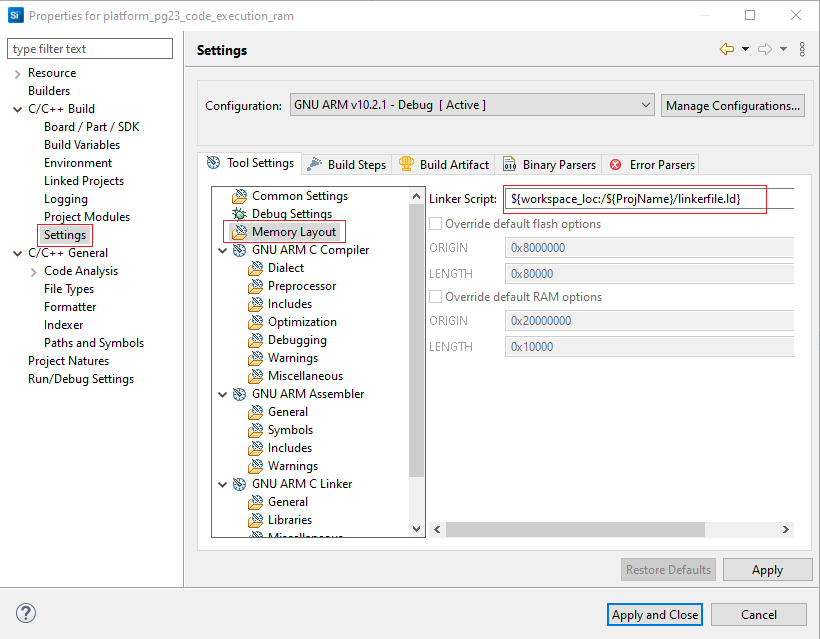 Si
Properties for platform_pg23_code_execution_ram
type filter text
Resource
Builders
C/C++ Build
Board / Part / SDK
Build Variables
Environment
Linked Projects
Logging
Project Modules
Settings
C/C++ General
Code Analysis
File Types
Formatter
Indexer
Paths and Symbols
Project Natures
Run/Debug Settings
Settings
Configuration: GNU ARM v10.2.1 - Debug [ Active ] Manage Configurations...
Tool Settings Build Steps Build Artifact Binary Parsers Error Parsers
Common Settings
Debug Settings
Memory Layout
GNU ARM C Compiler
Dialect
Preprocessor
Includes
Optimization
Debugging
Warnings
Miscellaneous
GNU ARM Assembler
General
Symbols
Includes
Warnings
GNU ARM C Linker
General
Libraries
Miscellaneous
Linker Script: ${workspace_loc:/${ProjName}/linkerfile.ld}
Override default flash options
ORIGIN 0x8000000
LENGTH 0x80000
Override default RAM options
ORIGIN 0x20000000
LENGTH 0x10000
Restore Defaults Apply
? Apply and Close Cancel